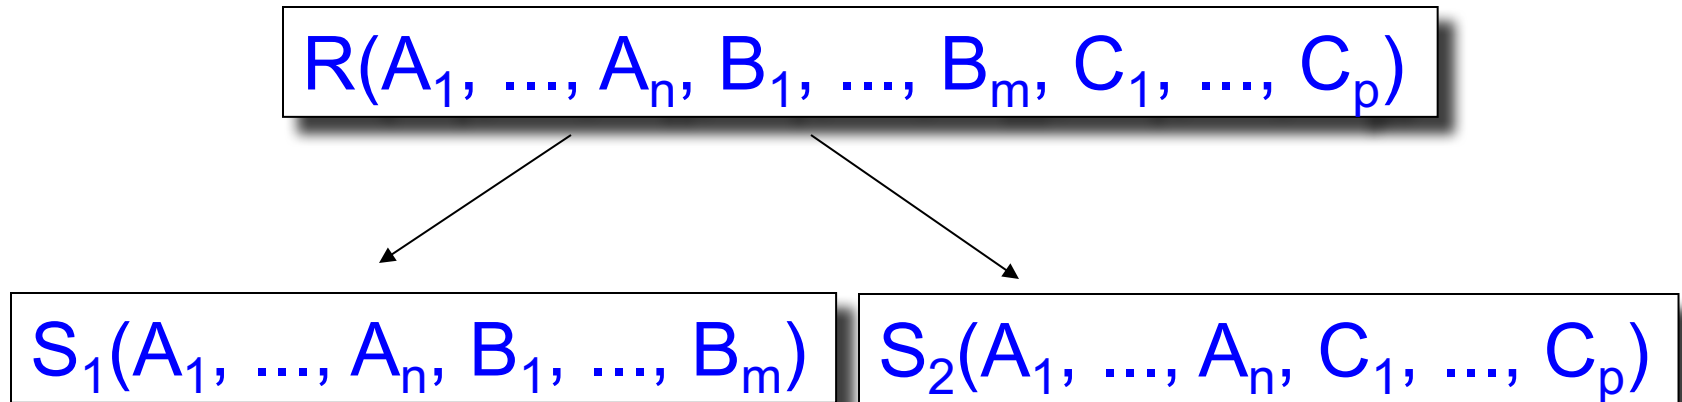 R(A₁, ..., Aₙ, B₁, ..., Bₘ, C₁, ..., Cₚ)
S₁(A₁, ..., Aₙ, B₁, ..., Bₘ)
S₂(A₁, ..., Aₙ, C₁, ..., Cₚ)